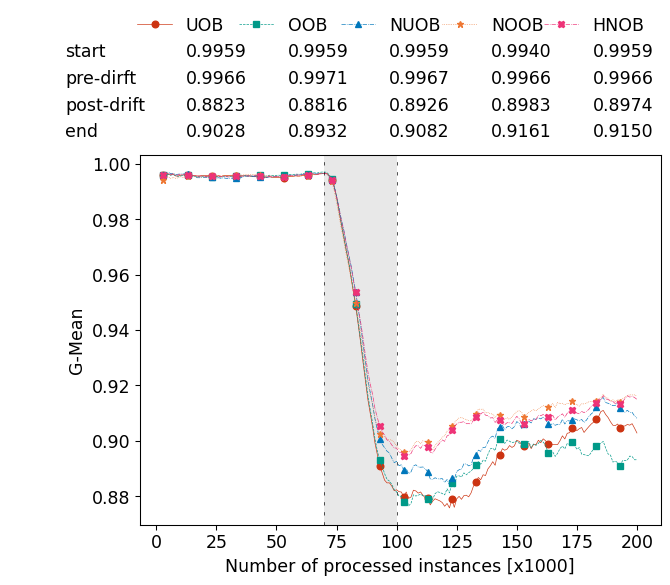 UOB OOB NUOB NOOB HNOB
start 0.9959 0.9959 0.9959 0.9940 0.9959
pre-dirft 0.9966 0.9971 0.9967 0.9966 0.9966
post-drift 0.8823 0.8816 0.8926 0.8983 0.8974
end 0.9028 0.8932 0.9082 0.9161 0.9150
1.00
0.98
0.96
0.94
0.92
0.90
0.88
G-Mean
0 25 50 75 100 125 150 175 200
Number of processed instances [x1000]